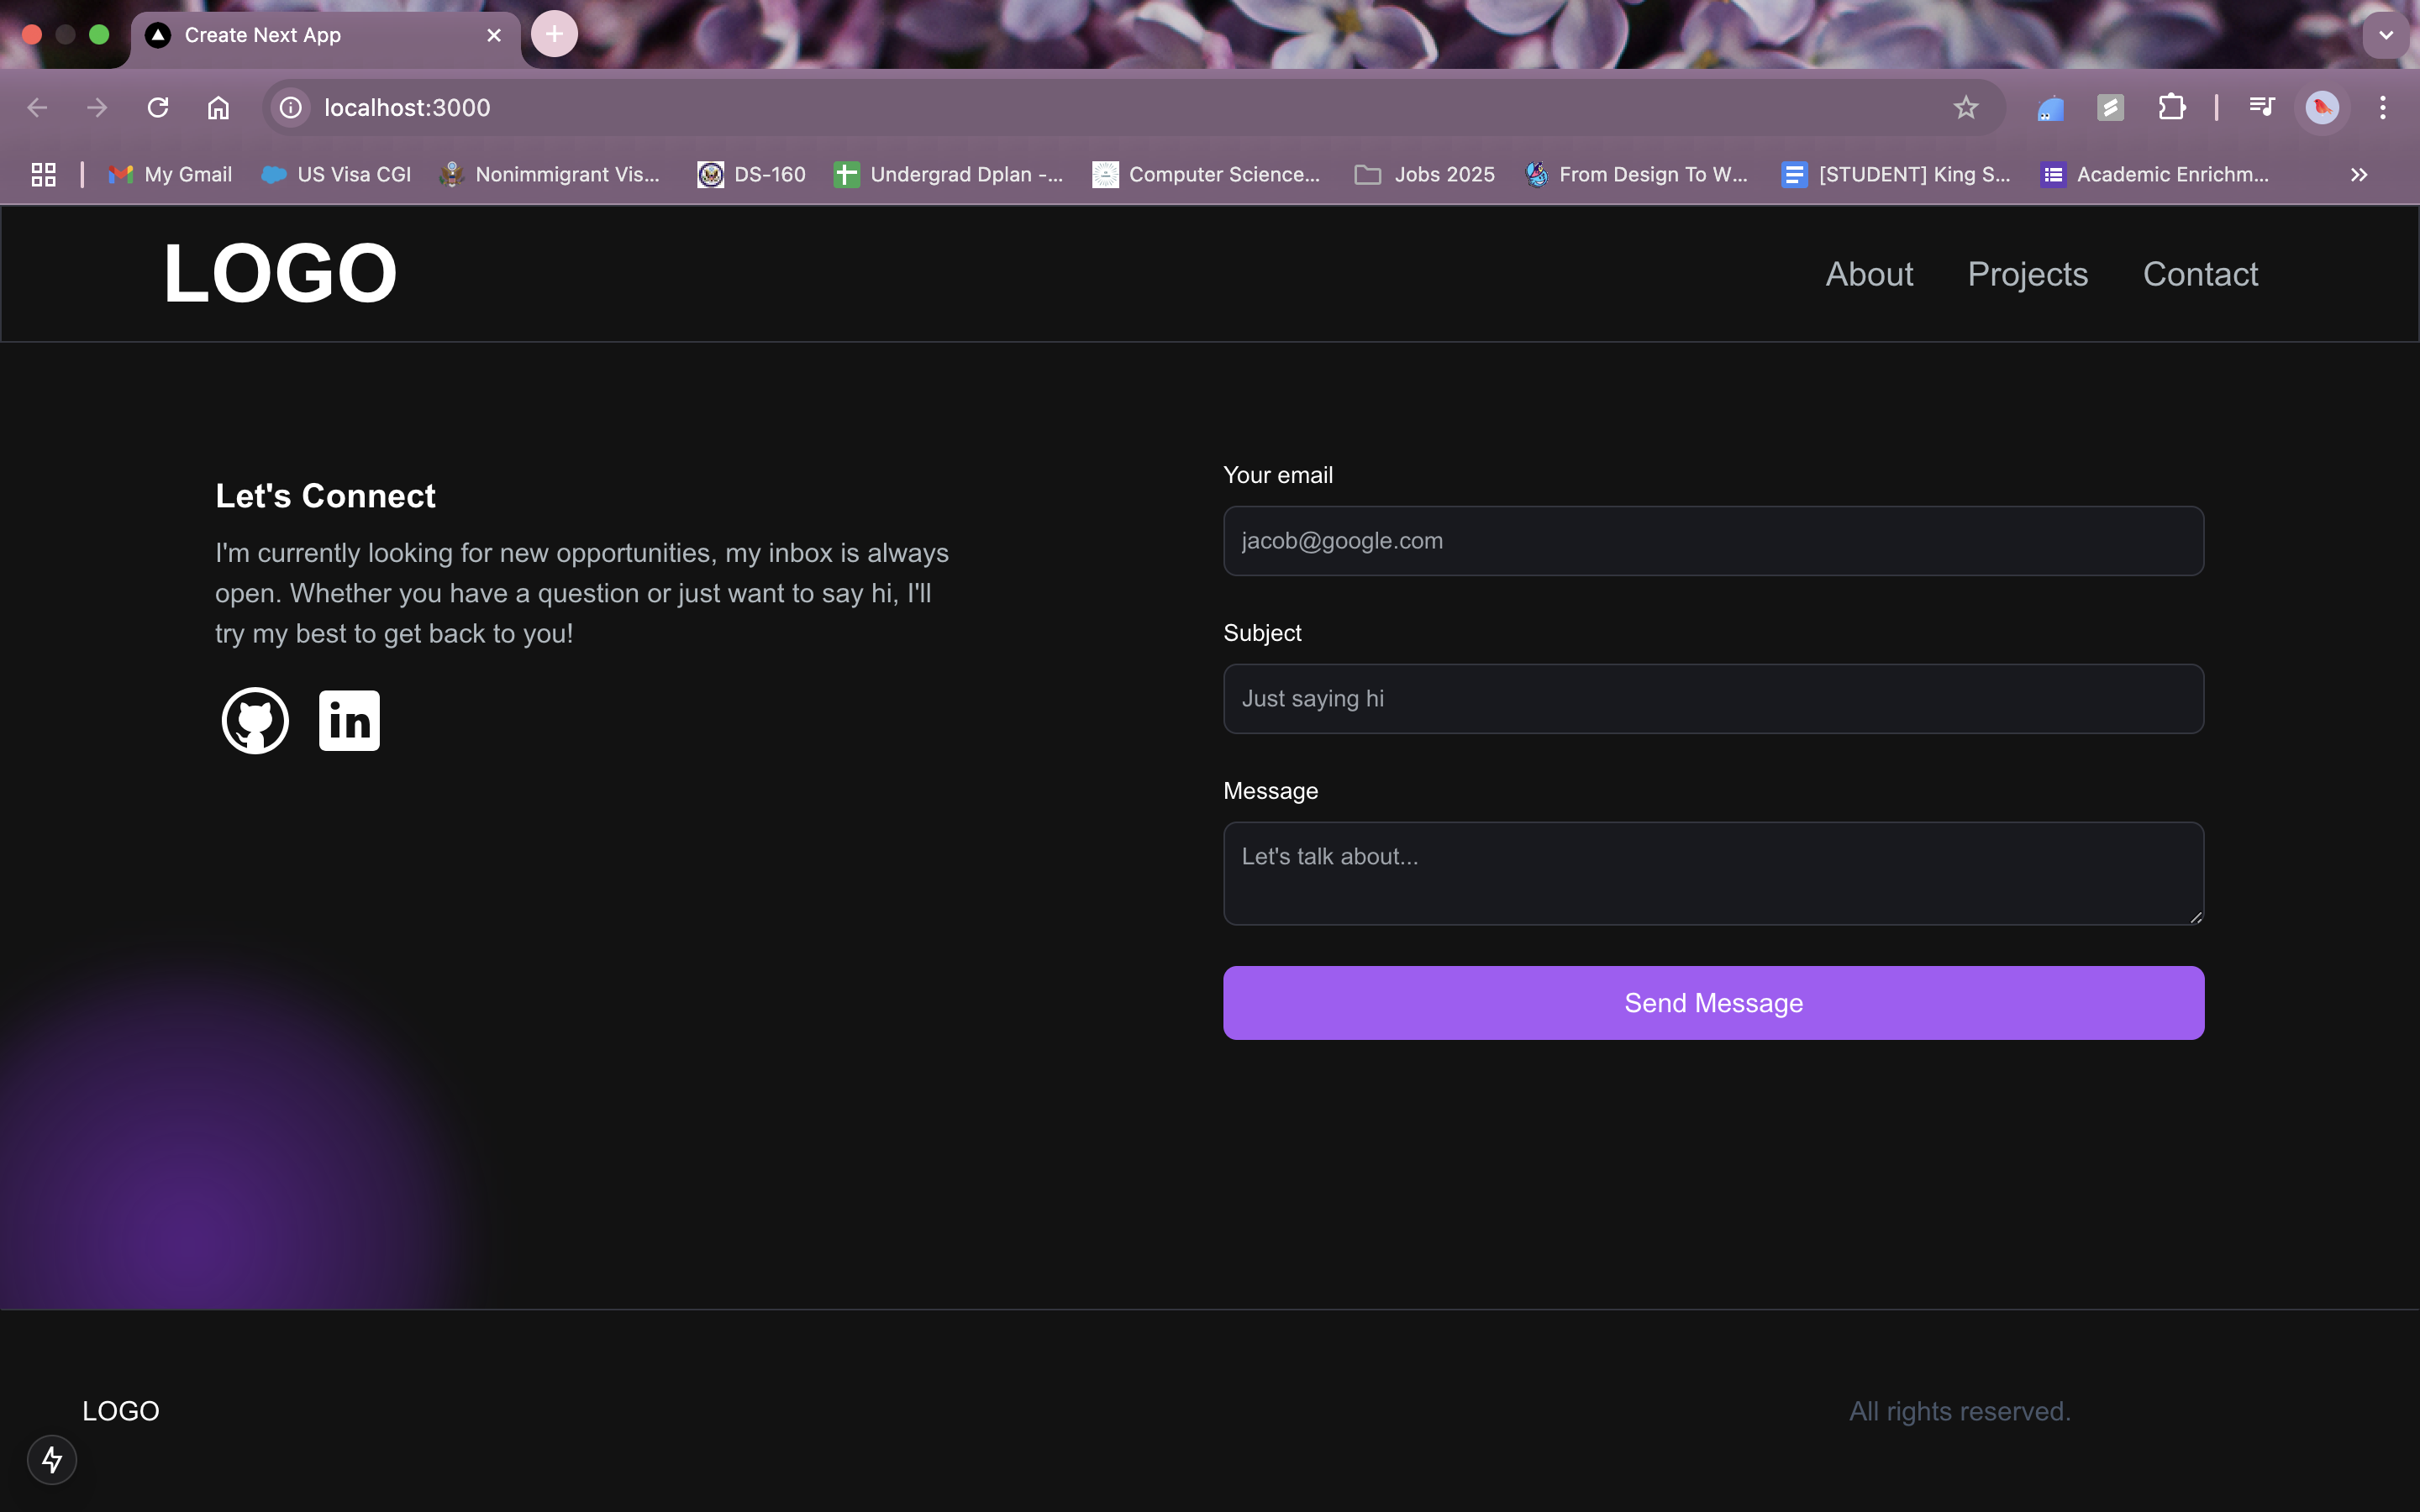 Create Next App
localhost:3000
My Gmail US Visa CGI Nonimmigrant Vis... DS-160 Undergrad Dplan -... Computer Science... Jobs 2025 From Design To W... [STUDENT] King S... Academic Enrichm...
LOGO About Projects Contact
Let's Connect
I'm currently looking for new opportunities, my inbox is always
open. Whether you have a question or just want to say hi, I'll
try my best to get back to you!
in
Your email
jacob@google.com
Subject
Just saying hi
Message
Let's talk about...
Send Message
LOGO All rights reserved.